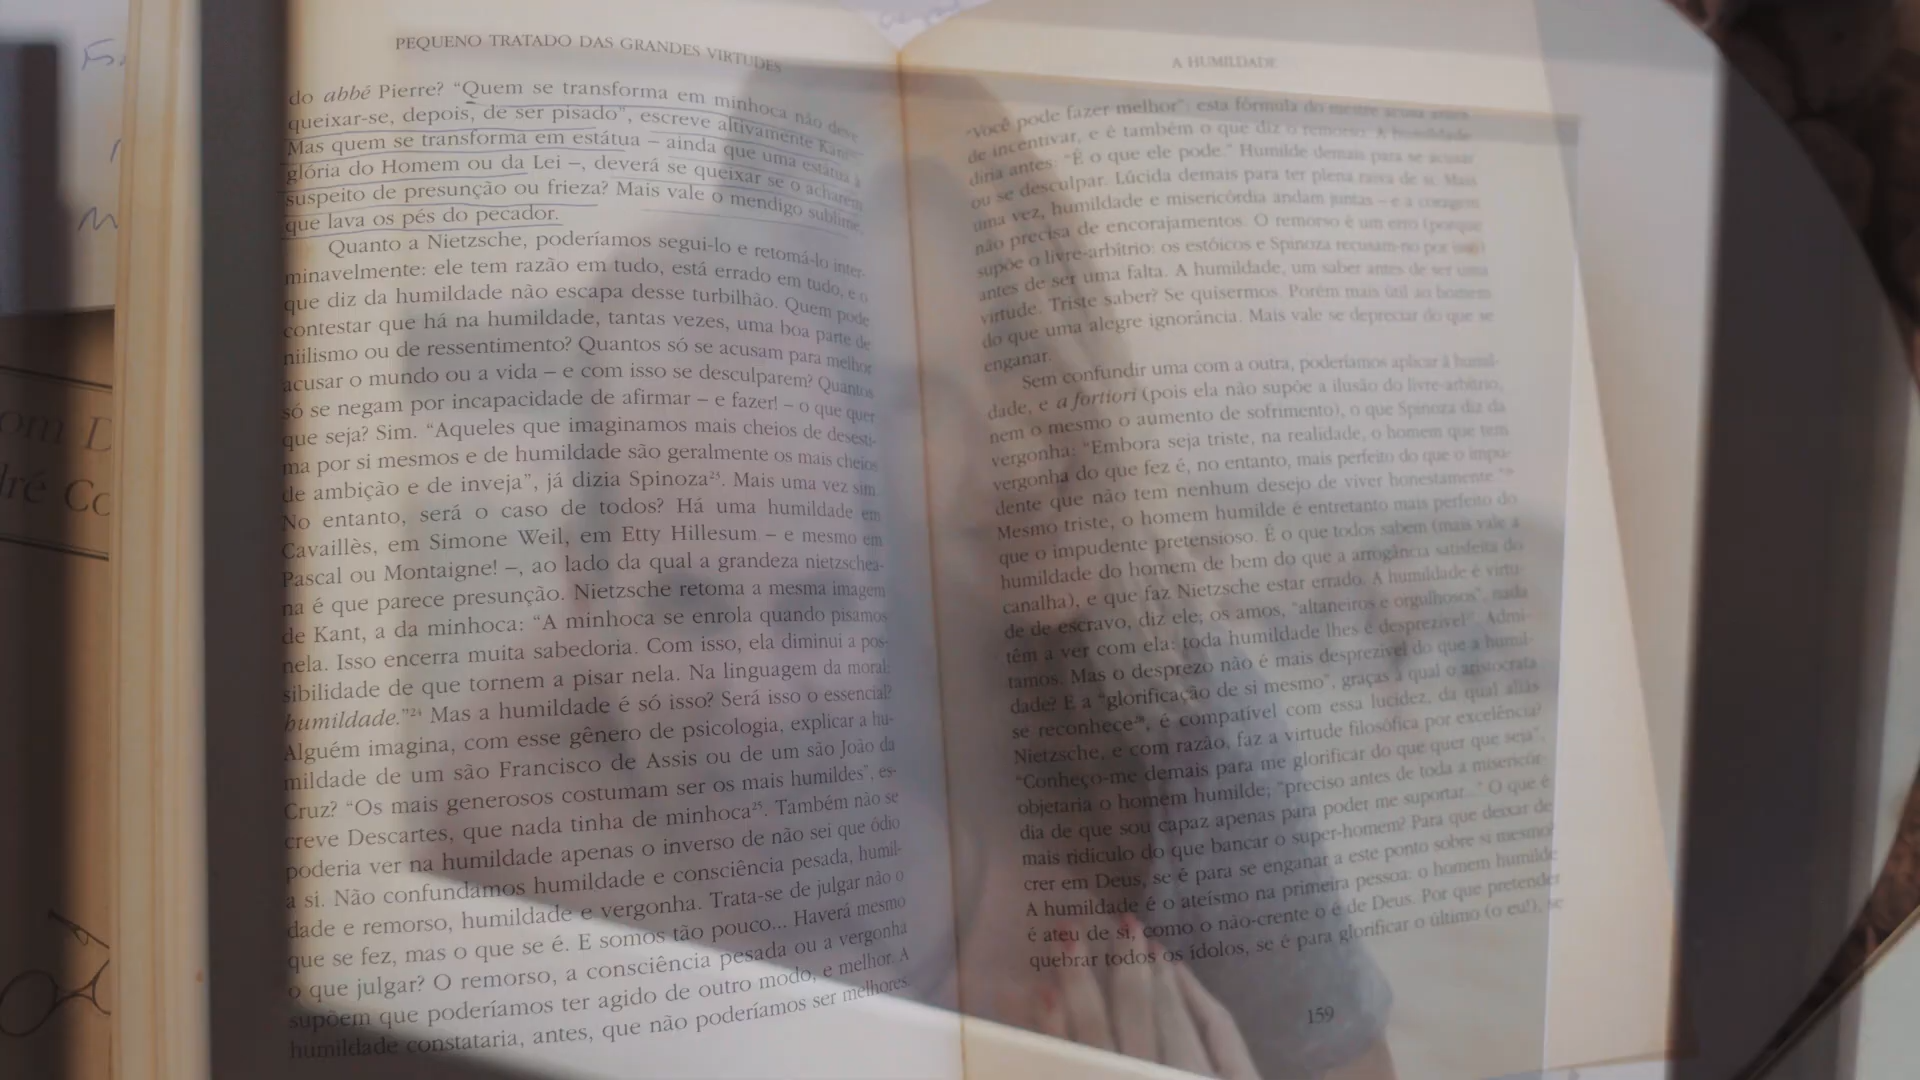 PEQUENO TRATADO DAS GRANDES VIRTUDES
do abbé Pierre? “Quem se transforma em minhoca não deve
queixar-se, depois, de ser pisado”, escreve altivamente Kant
Mas quem se transforma em estátua – ainda que uma estátua à
glória do Homem ou da Lei –, deverá se queixar se o acharem
suspeito de presunção ou frieza? Mais vale o mendigo sublime,
que lava os pés do pecador.
Quanto a Nietzsche, poderíamos segui-lo e retomá-lo inter-
minavelmente: ele tem razão em tudo, está errado em tudo, e o
que diz da humildade não escapa desse turbilhão. Quem pode
contestar que há na humildade, tantas vezes, uma boa parte de
niilismo ou de ressentimento? Quantos só se acusam para melhor
acusar o mundo ou a vida – e com isso se desculparem? Quantos
só se negam por incapacidade de afirmar – e fazer! – o que quer
que seja? Sim. “Aqueles que imaginamos mais cheios de desesti-
ma por si mesmos e de humildade são geralmente os mais cheios
de ambição e de inveja”, já dizia Spinoza²³. Mais uma vez sim.
No entanto, será o caso de todos? Há uma humildade em
Cavaillès, em Simone Weil, em Etty Hillesum – e mesmo em
Pascal ou Montaigne! –, ao lado da qual a grandeza nietzschea-
na é que parece presunção. Nietzsche retoma a mesma imagem
de Kant, a da minhoca: “A minhoca se enrola quando pisamos
nela. Isso encerra muita sabedoria. Com isso, ela diminui a pos-
sibilidade de que tornem a pisar nela. Na linguagem da moral:
humildade.”²⁴ Mas a humildade é só isso? Será isso o essencial?
Alguém imagina, com esse gênero de psicologia, explicar a hu-
mildade de um são Francisco de Assis ou de um são João da
Cruz? “Os mais generosos costumam ser os mais humildes”, es-
creve Descartes, que nada tinha de minhoca²⁵. Também não se
poderia ver na humildade apenas o inverso de não sei que ódio
a si. Não confundamos humildade e consciência pesada, humil-
dade e remorso, humildade e vergonha. Trata-se de julgar não o
que se fez, mas o que se é. E somos tão pouco... Haverá mesmo
o que julgar? O remorso, a consciência pesada ou a vergonha
supõem que poderíamos ter agido de outro modo, e melhor. A
humildade constataria, antes, que não poderíamos ser melhores.
A HUMILDADE
“Você pode fazer melhor”: esta fórmula do mestre acusa antes
de incentivar, e é também o que diz o remorso. A humildade
diria antes: “É o que ele pode.” Humilde demais para se acusar
ou se desculpar. Lúcida demais para ter plena raiva de si. Mais
uma vez, humildade e misericórdia andam juntas – e a coragem
não precisa de encorajamentos. O remorso é um erro (porque
supõe o livre-arbítrio: os estóicos e Spinoza recusam-no por isso)
antes de ser uma falta. A humildade, um saber antes de ser uma
virtude. Triste saber? Se quisermos. Porém mais útil ao homem
do que uma alegre ignorância. Mais vale se depreciar do que se
enganar.
Sem confundir uma com a outra, poderíamos aplicar à humil-
dade, e a fortiori (pois ela não supõe a ilusão do livre-arbítrio,
nem o mesmo o aumento de sofrimento), o que Spinoza diz da
vergonha: “Embora seja triste, na realidade, o homem que tem
vergonha do que fez é, no entanto, mais perfeito do que o impu-
dente que não tem nenhum desejo de viver honestamente.”
Mesmo triste, o homem humilde é entretanto mais perfeito do
que o impudente pretensioso. É o que todos sabem (mais vale a
humildade do homem de bem do que a arrogância satisfeita do
canalha), e que faz Nietzsche estar errado. A humildade é virtu-
de de escravo, diz ele; os amos, “altaneiros e orgulhosos”, nada
têm a ver com ela: toda humildade lhes é desprezível. Admi-
tamos. Mas o desprezo não é mais desprezível do que a humil-
dade? E a “glorificação de si mesmo”, graças à qual o aristocrata
se reconhece²⁸, é compatível com essa lucidez, da qual aliás
Nietzsche, e com razão, faz a virtude filosófica por excelência?
“Conheço-me demais para me glorificar do que quer que seja”,
objetaria o homem humilde; “preciso antes de toda a misericór-
dia de que sou capaz apenas para poder me suportar...” O que é
mais ridículo do que bancar o super-homem? Para que deixar de
crer em Deus, se é para se enganar a este ponto sobre si mesmo?
A humildade é o ateísmo na primeira pessoa: o homem humilde
é ateu de si, como o não-crente o é de Deus. Por que pretender
quebrar todos os ídolos, se é para glorificar o último (o eu!), se
159